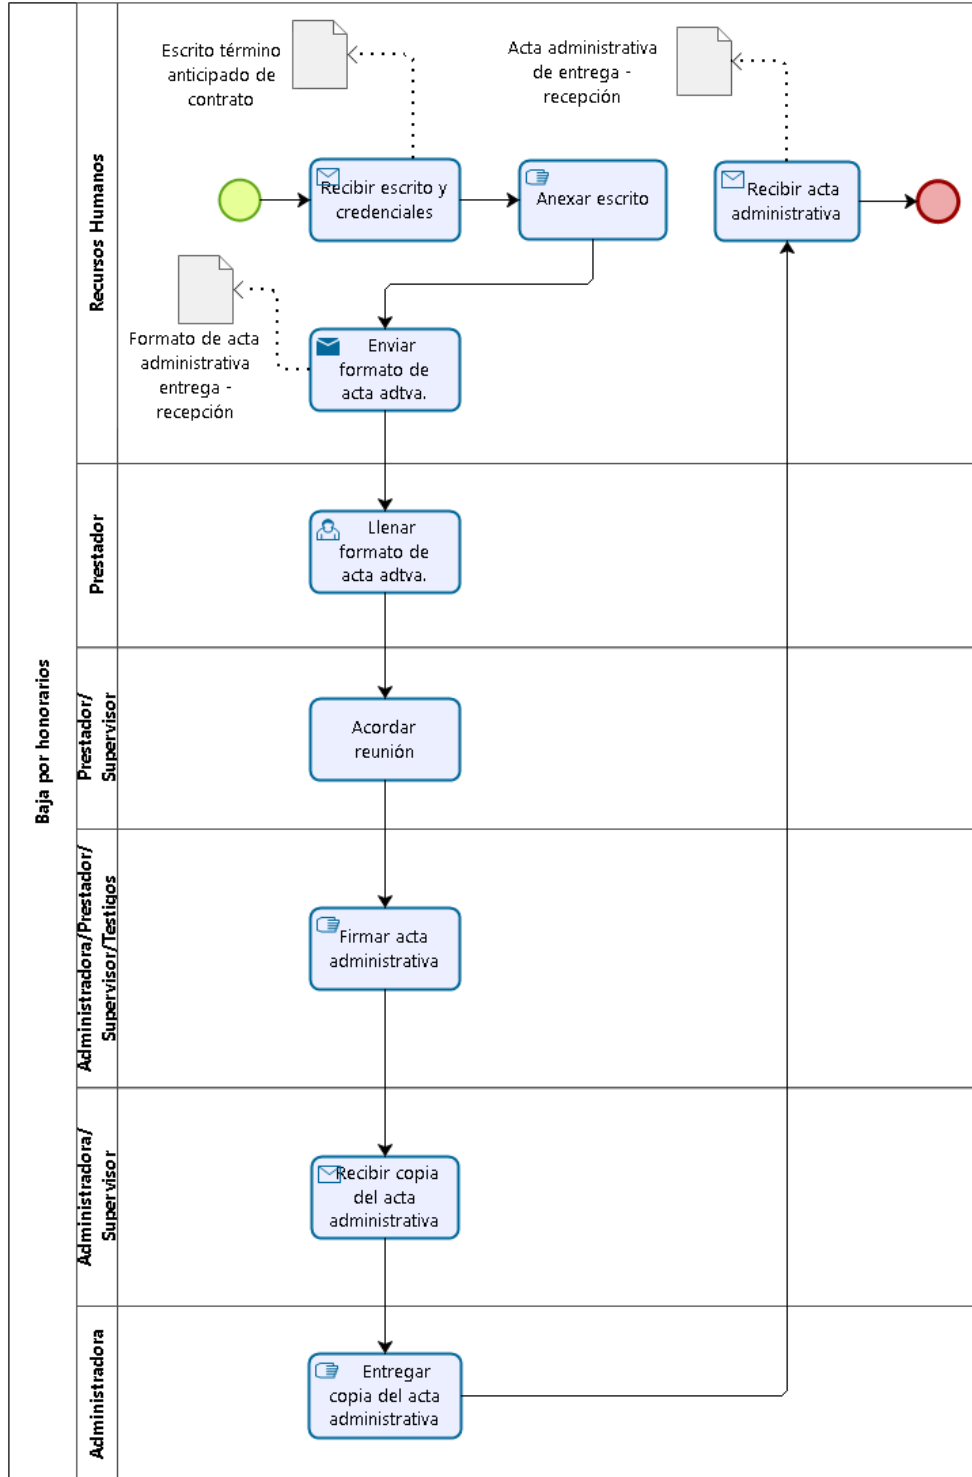 Baja por honorarios
Recursos Humanos
Escrito término
anticipado de
contrato
Acta administrativa
de entrega -
recepción
Recibir escrito y
credenciales
Anexar escrito
Recibir acta
administrativa
Formato de acta
administrativa
entrega -
recepción
Enviar
formato de
acta adtva.
Prestador
Llenar
formato de
acta adtva.
Prestador/
Supervisor
Acordar
reunión
Administradora/Prestador/
Supervisor/Testigos
Firmar acta
administrativa
Administradora/
Supervisor
Recibir copia
del acta
administrativa
Administradora
Entregar
copia del acta
administrativa